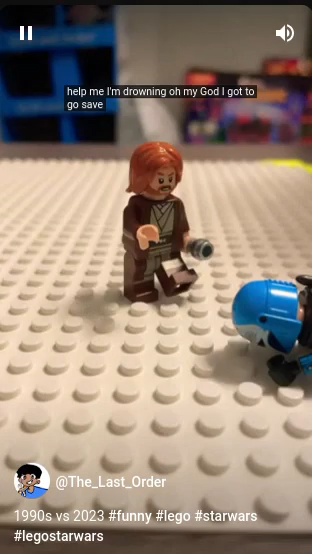 help me I'm drowning oh my God I got to
go save
@The_Last_Order
1990s vs 2023 #funny #lego #starwars
#legostarwars